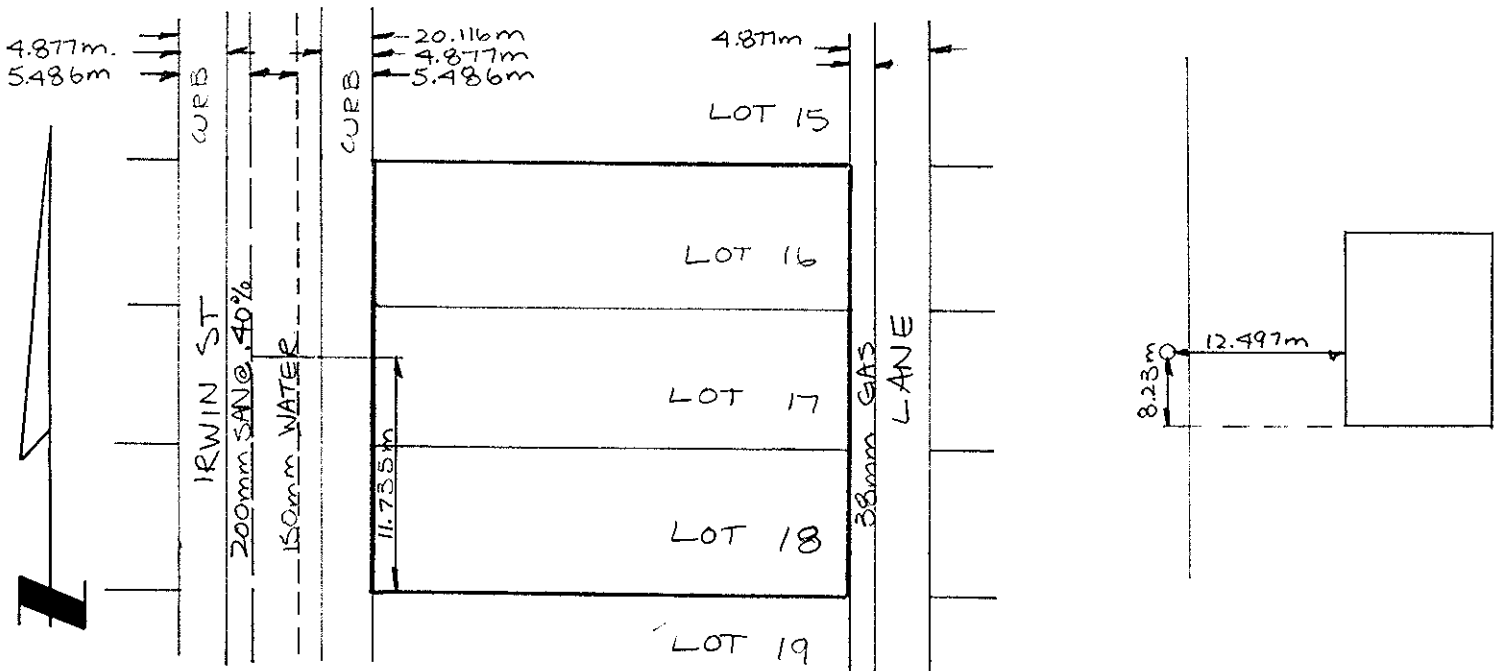 4.877m.
5.486m
20.116m
4.877m
5.486m
4.877m
CURB
CURB
LOT 15
LOT 16
IRWIN ST
200mm SAN@ .40%
150mm WATER
11.735m
LOT 17
38mm GAS
LANE
LOT 18
LOT 19
12.497m
8.23m
N